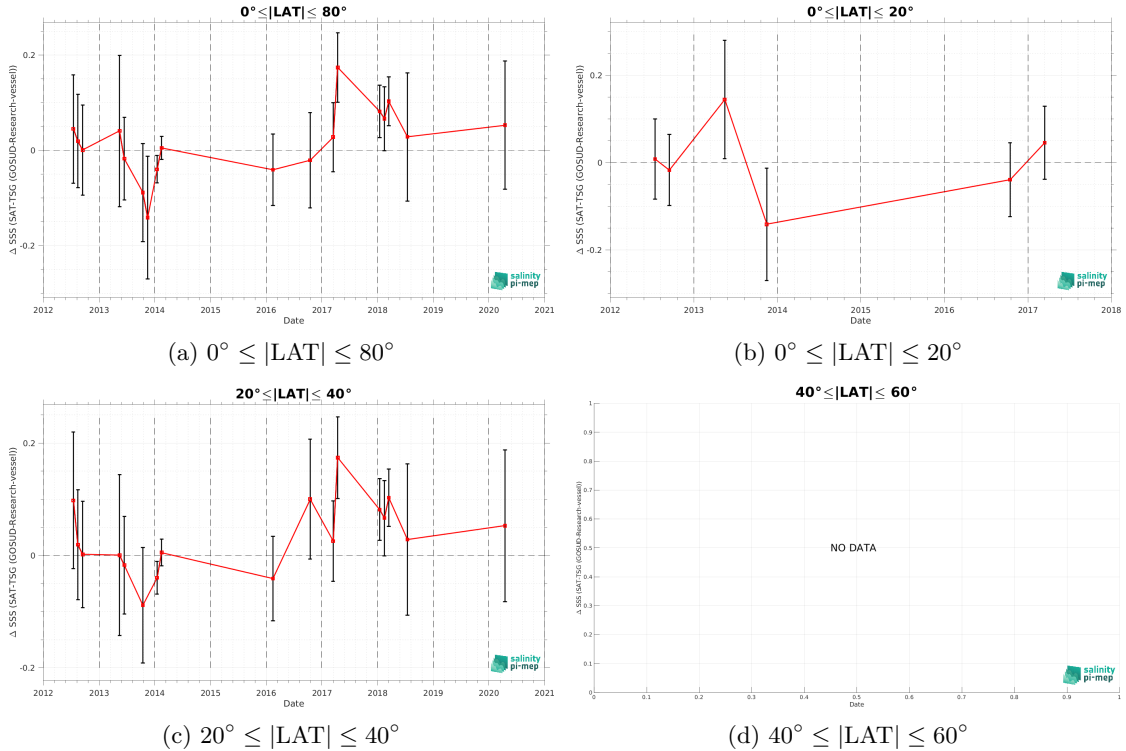 0°≤|LAT|≤ 80°
Δ SSS (SAT-TSG (GOSUD-Research-vessel))
0.2
0
-0.2
2012 2013 2014 2015 2016 2017 2018 2019 2020 2021
Date
salinity
pi-mep
(a) 0° ≤ |LAT| ≤ 80°
0°≤|LAT|≤ 20°
Δ SSS (SAT-TSG (GOSUD-Research-vessel))
0.2
0
-0.2
2012 2013 2014 2015 2016 2017 2018
Date
salinity
pi-mep
(b) 0° ≤ |LAT| ≤ 20°
20°≤|LAT|≤ 40°
Δ SSS (SAT-TSG (GOSUD-Research-vessel))
0.2
0
-0.2
2012 2013 2014 2015 2016 2017 2018 2019 2020 2021
Date
salinity
pi-mep
(c) 20° ≤ |LAT| ≤ 40°
40°≤|LAT|≤ 60°
Δ SSS (SAT-TSG (GOSUD-Research-vessel))
1
0.9
0.8
0.7
0.6
0.5
0.4
0.3
0.2
0.1
0
NO DATA
0 0.1 0.2 0.3 0.4 0.5 0.6 0.7 0.8 0.9 1
Date
salinity
pi-mep
(d) 40° ≤ |LAT| ≤ 60°